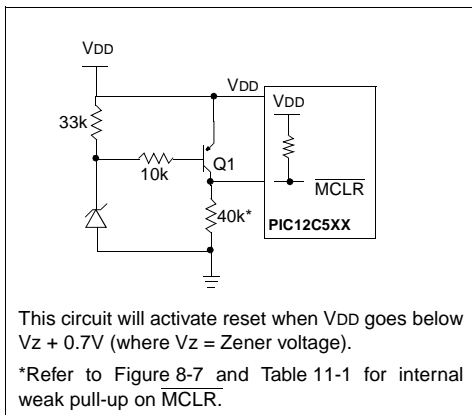 VDD
VDD
VDD
33k
Q1
10k
MCLR
40k*
PIC12C5XX
This circuit will activate reset when VDD goes below
Vz + 0.7V (where Vz = Zener voltage).
*Refer to Figure 8-7 and Table 11-1 for internal
weak pull-up on MCLR.